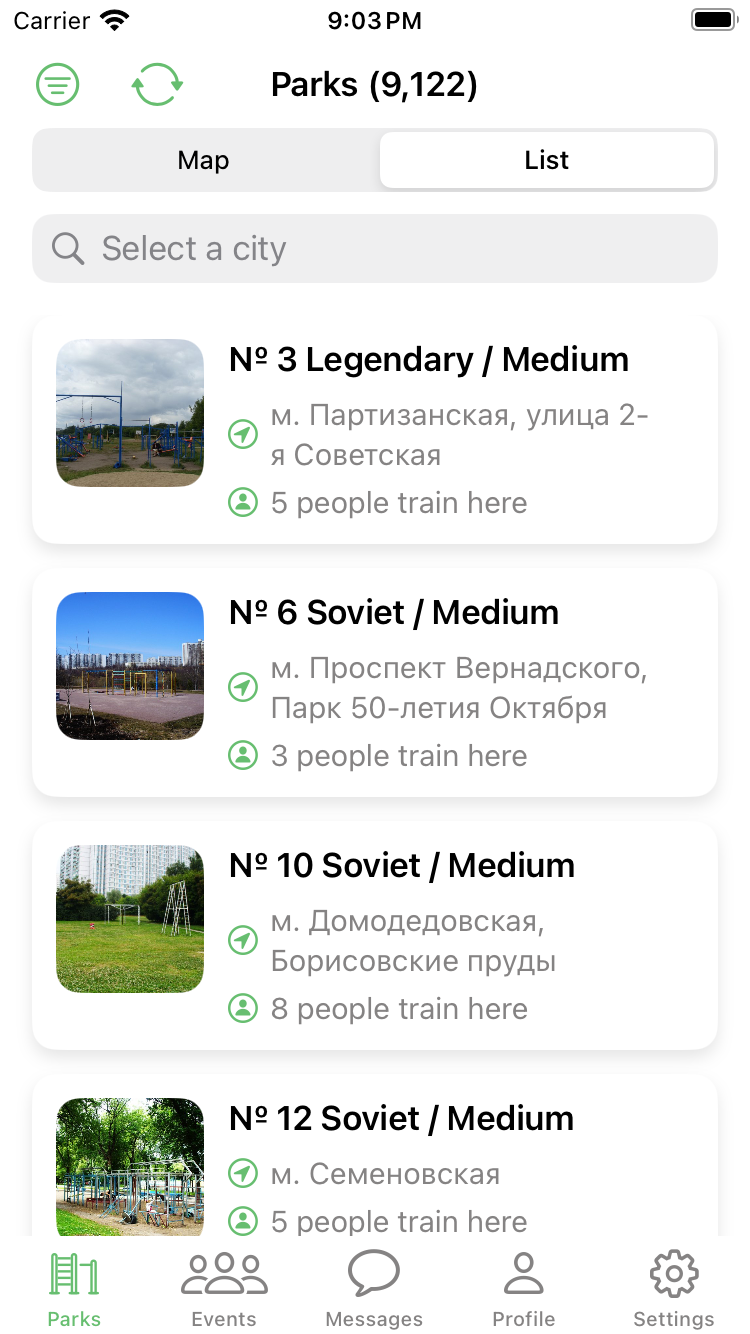 Carrier 9:03 PM
Parks (9,122)
Map List
Select a city
Nº 3 Legendary / Medium
м. Партизанская, улица 2-
я Советская
5 people train here
Nº 6 Soviet / Medium
м. Проспект Вернадского,
Парк 50-летия Октября
3 people train here
Nº 10 Soviet / Medium
м. Домодедовская,
Борисовские пруды
8 people train here
Nº 12 Soviet / Medium
м. Семеновская
5 people train here
Parks Events Messages Profile Settings